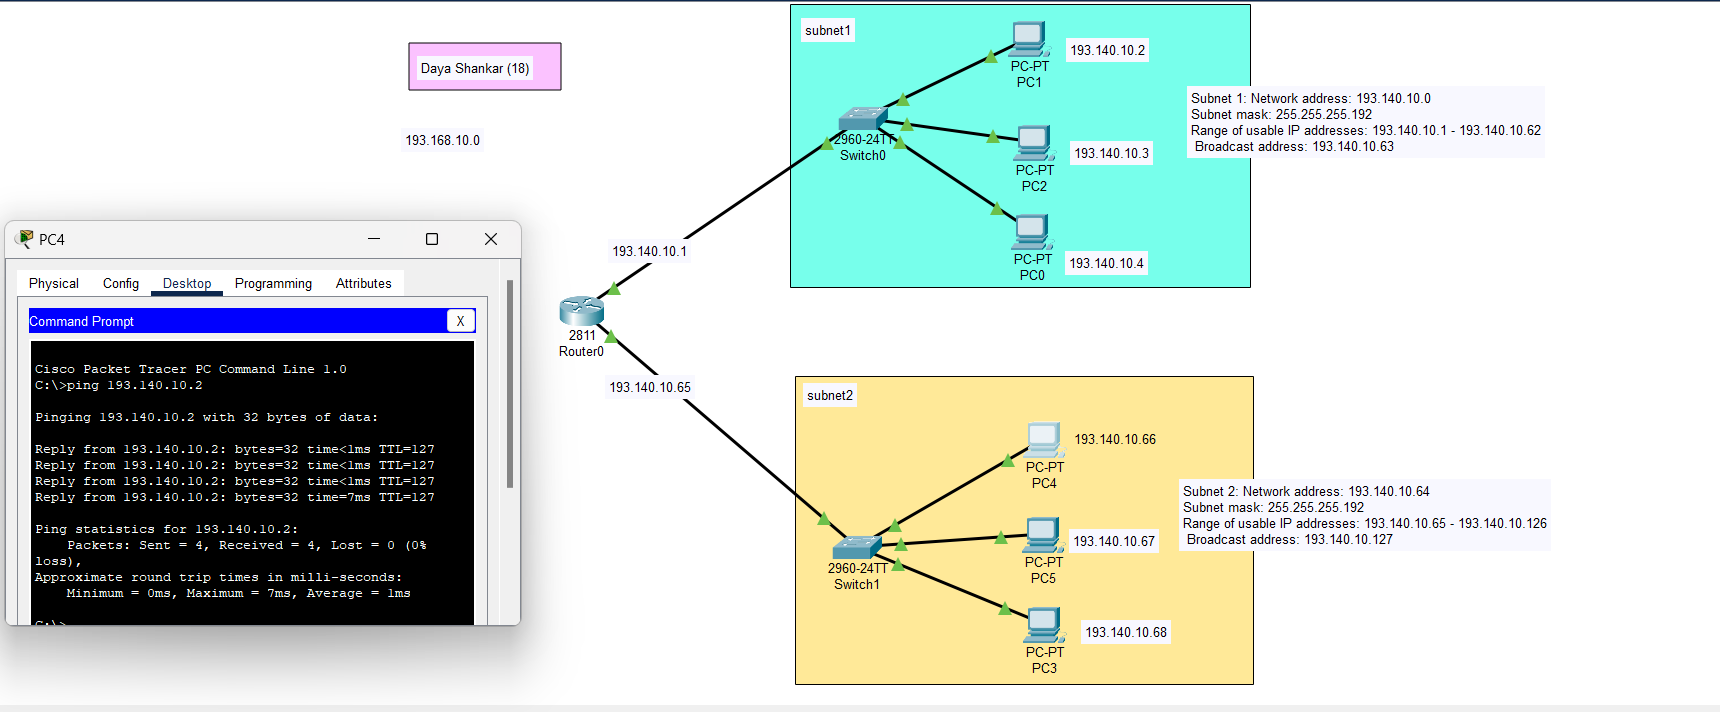 Daya Shankar (18)
193.168.10.0
PC4
Physical Config Desktop Programming Attributes
Command Prompt
X
Cisco Packet Tracer PC Command Line 1.0
C:\>ping 193.140.10.2
Pinging 193.140.10.2 with 32 bytes of data:
Reply from 193.140.10.2: bytes=32 time<1ms TTL=127
Reply from 193.140.10.2: bytes=32 time<1ms TTL=127
Reply from 193.140.10.2: bytes=32 time<1ms TTL=127
Reply from 193.140.10.2: bytes=32 time=7ms TTL=127
Ping statistics for 193.140.10.2:
Packets: Sent = 4, Received = 4, Lost = 0 (0%
loss),
Approximate round trip times in milli-seconds:
Minimum = 0ms, Maximum = 7ms, Average = 1ms
C:\>
193.140.10.1
2811
Router0
193.140.10.65
subnet1
2960-24TT
Switch0
PC-PT
PC1
193.140.10.2
PC-PT
PC2
193.140.10.3
PC-PT
PC0
193.140.10.4
Subnet 1: Network address: 193.140.10.0
Subnet mask: 255.255.255.192
Range of usable IP addresses: 193.140.10.1 - 193.140.10.62
Broadcast address: 193.140.10.63
subnet2
2960-24TT
Switch1
PC-PT
PC4
193.140.10.66
PC-PT
PC5
193.140.10.67
PC-PT
PC3
193.140.10.68
Subnet 2: Network address: 193.140.10.64
Subnet mask: 255.255.255.192
Range of usable IP addresses: 193.140.10.65 - 193.140.10.126
Broadcast address: 193.140.10.127